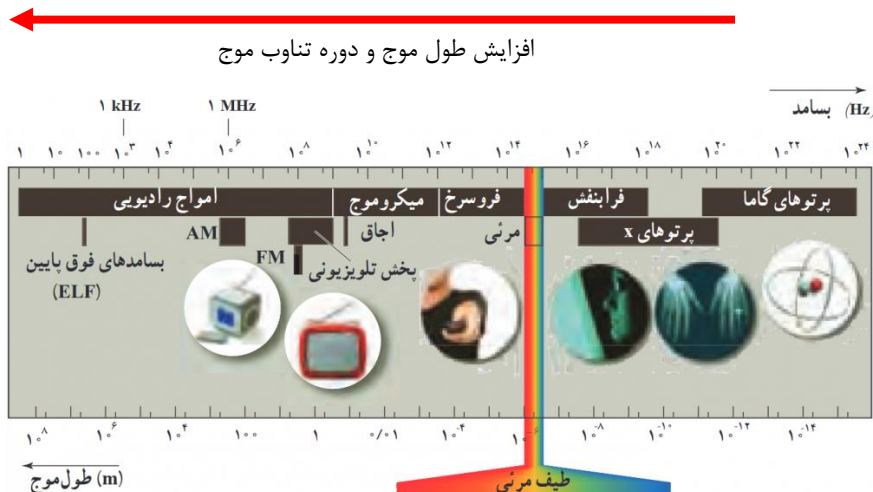 افزایش طول موج و دوره تناوب موج
۱ kHz ۱ MHz بسامد (Hz)
۱ ۱۰ ۱۰۰ ۱۰^۳ ۱۰^۴ ۱۰^۶ ۱۰^۸ ۱۰^۱۰ ۱۰^۱۲ ۱۰^۱۴ ۱۰^۱۶ ۱۰^۱۸ ۱۰^۲۰ ۱۰^۲۲ ۱۰^۲۴
امواج رادیویی میکروموج فروسرخ فرابنفش پرتوهای گاما
AM اجاق مرئی پرتوهای x
FM پخش تلویزیونی
بسامدهای فوق پایین
(ELF)
۱۰^۸ ۱۰^۶ ۱۰^۴ ۱۰۰ ۱ ۰/۰۱ ۱۰^-۴ ۱۰^-۶ ۱۰^-۸ ۱۰^-۱۰ ۱۰^-۱۲ ۱۰^-۱۴
طول موج (m)
طیف مرئی